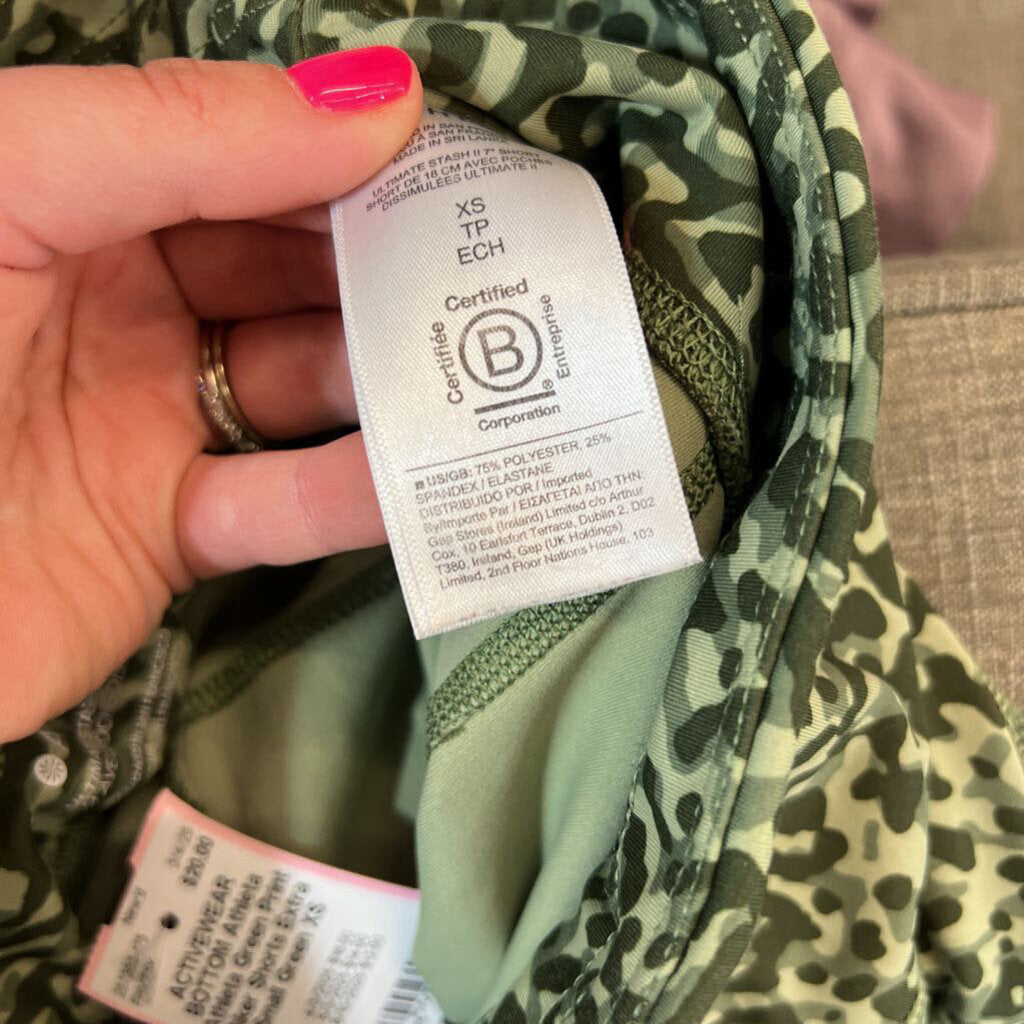 MADE IN SRI LANKA
ULTIMATE STASH II 7" SHORT
SHORT DE 18 CM AVEC POCHES
DISSIMULÉES ULTIMATE II
XS
TP
ECH
Certified
Certifiée
B
Entreprise
®
Corporation
US/GB: 75% POLYESTER, 25%
SPANDEX / ELASTANE
DISTRIBUIDO POR / Imported
By/Importe Par / ΕΙΣΑΓΕΤΑΙ ΑΠΟ ΤΗΝ:
Gap Stores (Ireland) Limited c/o Arthur
Cox, 10 Earlsfort Terrace, Dublin 2, D02
T380, Ireland, Gap (UK Holdings)
Limited, 2nd Floor Nations House, 103
$20.00
ACTIVEWEAR
BOTTOM Athleta
Athleta Green Print
Shorts Extra
Small Green XS